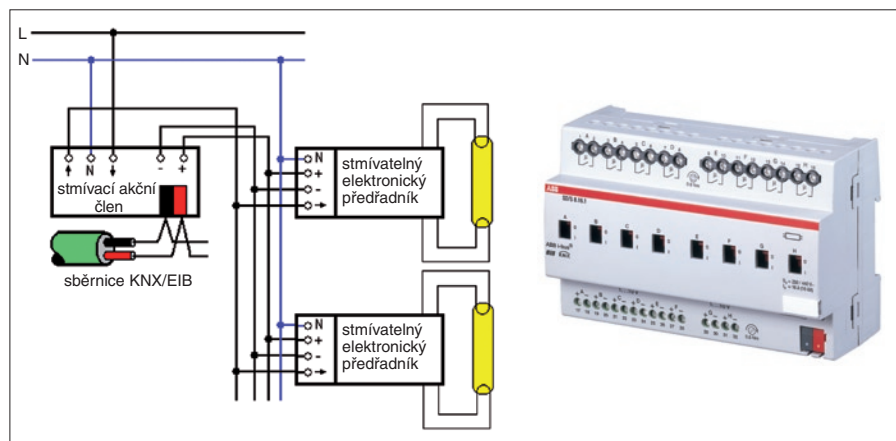 L
N
N
-
+
stmívací akční
člen
sběrnice KNX/EIB
N
+
-
stmívatelný
elektronický
předřadník
N
+
-
stmívatelný
elektronický
předřadník
ABB
A
B
C
D
E
F
G
H